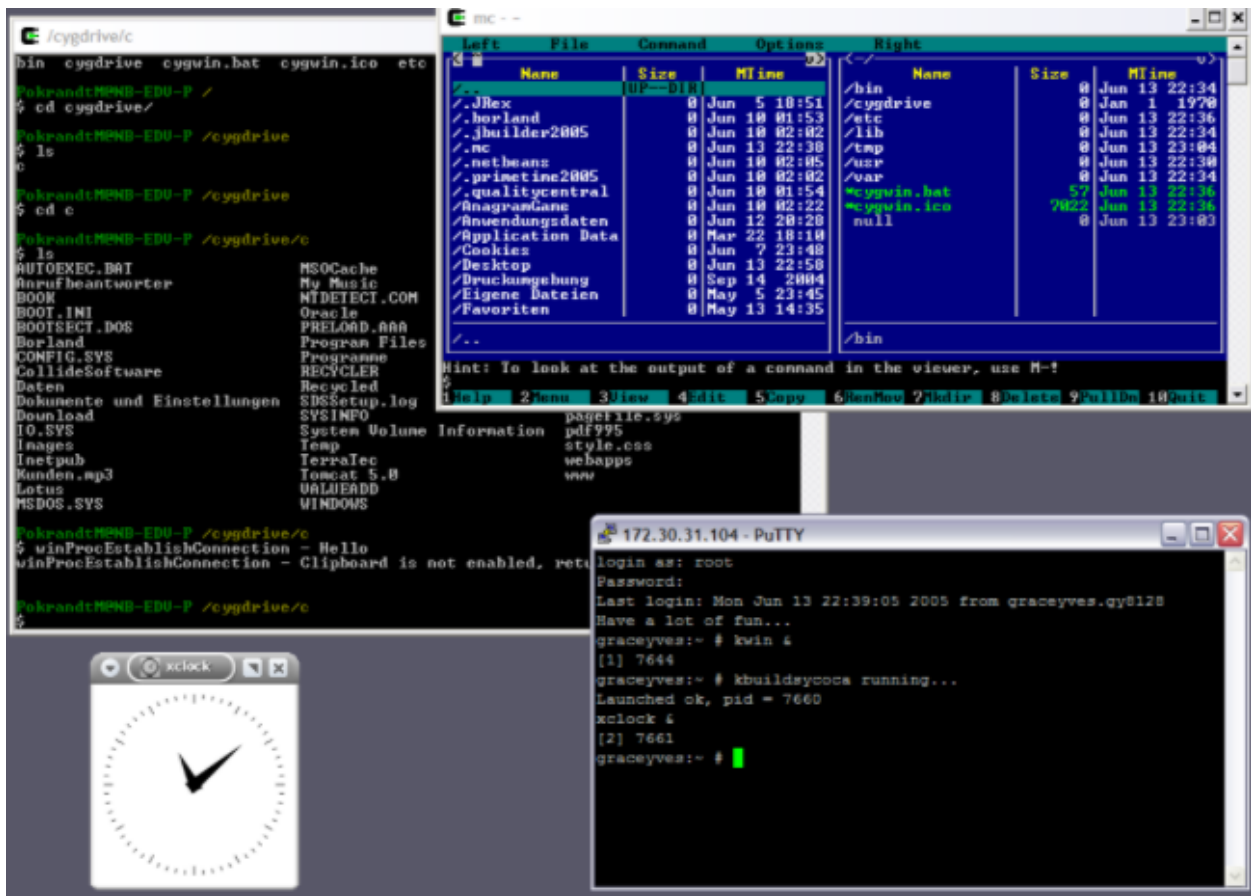 /cygdrive/c
bin cygdrive cygwin.bat cygwin.ico etc
PokrandtM@NB-EDU-P /
$ cd cygdrive/
PokrandtM@NB-EDU-P /cygdrive
$ ls
c
PokrandtM@NB-EDU-P /cygdrive
$ cd c
PokrandtM@NB-EDU-P /cygdrive/c
$ ls
AUTOEXEC.BAT MSOCache
Anrufbeantworter My Music
BOOK NTDETECT.COM
BOOT.INI Oracle
BOOTSECT.DOS PRELOAD.AAA
Borland Program Files
CONFIG.SYS Programme
CollideSoftware RECYCLER
Daten Recycled
Dokumente und Einstellungen SDSSetup.log
Download SYSINFO pagefile.sys
IO.SYS System Volume Information pdf995
Images Temp style.css
Inetpub TerraTec webapps
Kunden.mp3 Tomcat 5.0 www
Lotus VALUEADD
MSDOS.SYS WINDOWS
PokrandtM@NB-EDU-P /cygdrive/c
$ winProcEstablishConnection - Hello
winProcEstablishConnection - Clipboard is not enabled, retu
PokrandtM@NB-EDU-P /cygdrive/c
$
mc - ~
Left File Command Options Right
Name Size MTime Name Size MTime
/.. UP--DIR /bin 0 Jun 13 22:34
/.JRex 0 Jun 5 18:51 /cygdrive 0 Jan 1 1970
/.borland 0 Jun 10 01:53 /etc 0 Jun 13 22:36
/.jbuilder2005 0 Jun 10 02:02 /lib 0 Jun 13 22:34
/.mc 0 Jun 13 22:38 /tmp 0 Jun 13 23:04
/.netbeans 0 Jun 10 02:05 /usr 0 Jun 13 22:30
/.primetime2005 0 Jun 10 02:02 /var 0 Jun 13 22:34
/.qualitycentral 0 Jun 10 01:54 *cygwin.bat 57 Jun 13 22:36
/AnagramGame 0 Jun 10 02:22 *cygwin.ico 7022 Jun 13 22:36
/Anwendungsdaten 0 Jun 12 20:28 null 0 Jun 13 23:03
/Application Data 0 Mar 22 18:10
/Cookies 0 Jun 7 23:48
/Desktop 0 Jun 13 22:58
/Druckumgebung 0 Sep 14 2004
/Eigene Dateien 0 May 5 23:45
/Favoriten 0 May 13 14:35
/.. /bin
Hint: To look at the output of a command in the viewer, use M-!
$
1Help 2Menu 3View 4Edit 5Copy 6RenMov 7Mkdir 8Delete 9PullDn 10Quit
172.30.31.104 - PuTTY
login as: root
Password:
Last login: Mon Jun 13 22:39:05 2005 from graceyves.gy8128
Have a lot of fun...
graceyves:~ # kwin &
[1] 7644
graceyves:~ # kbuildsycoca running...
Launched ok, pid = 7660
xclock &
[2] 7661
graceyves:~ #
xclock